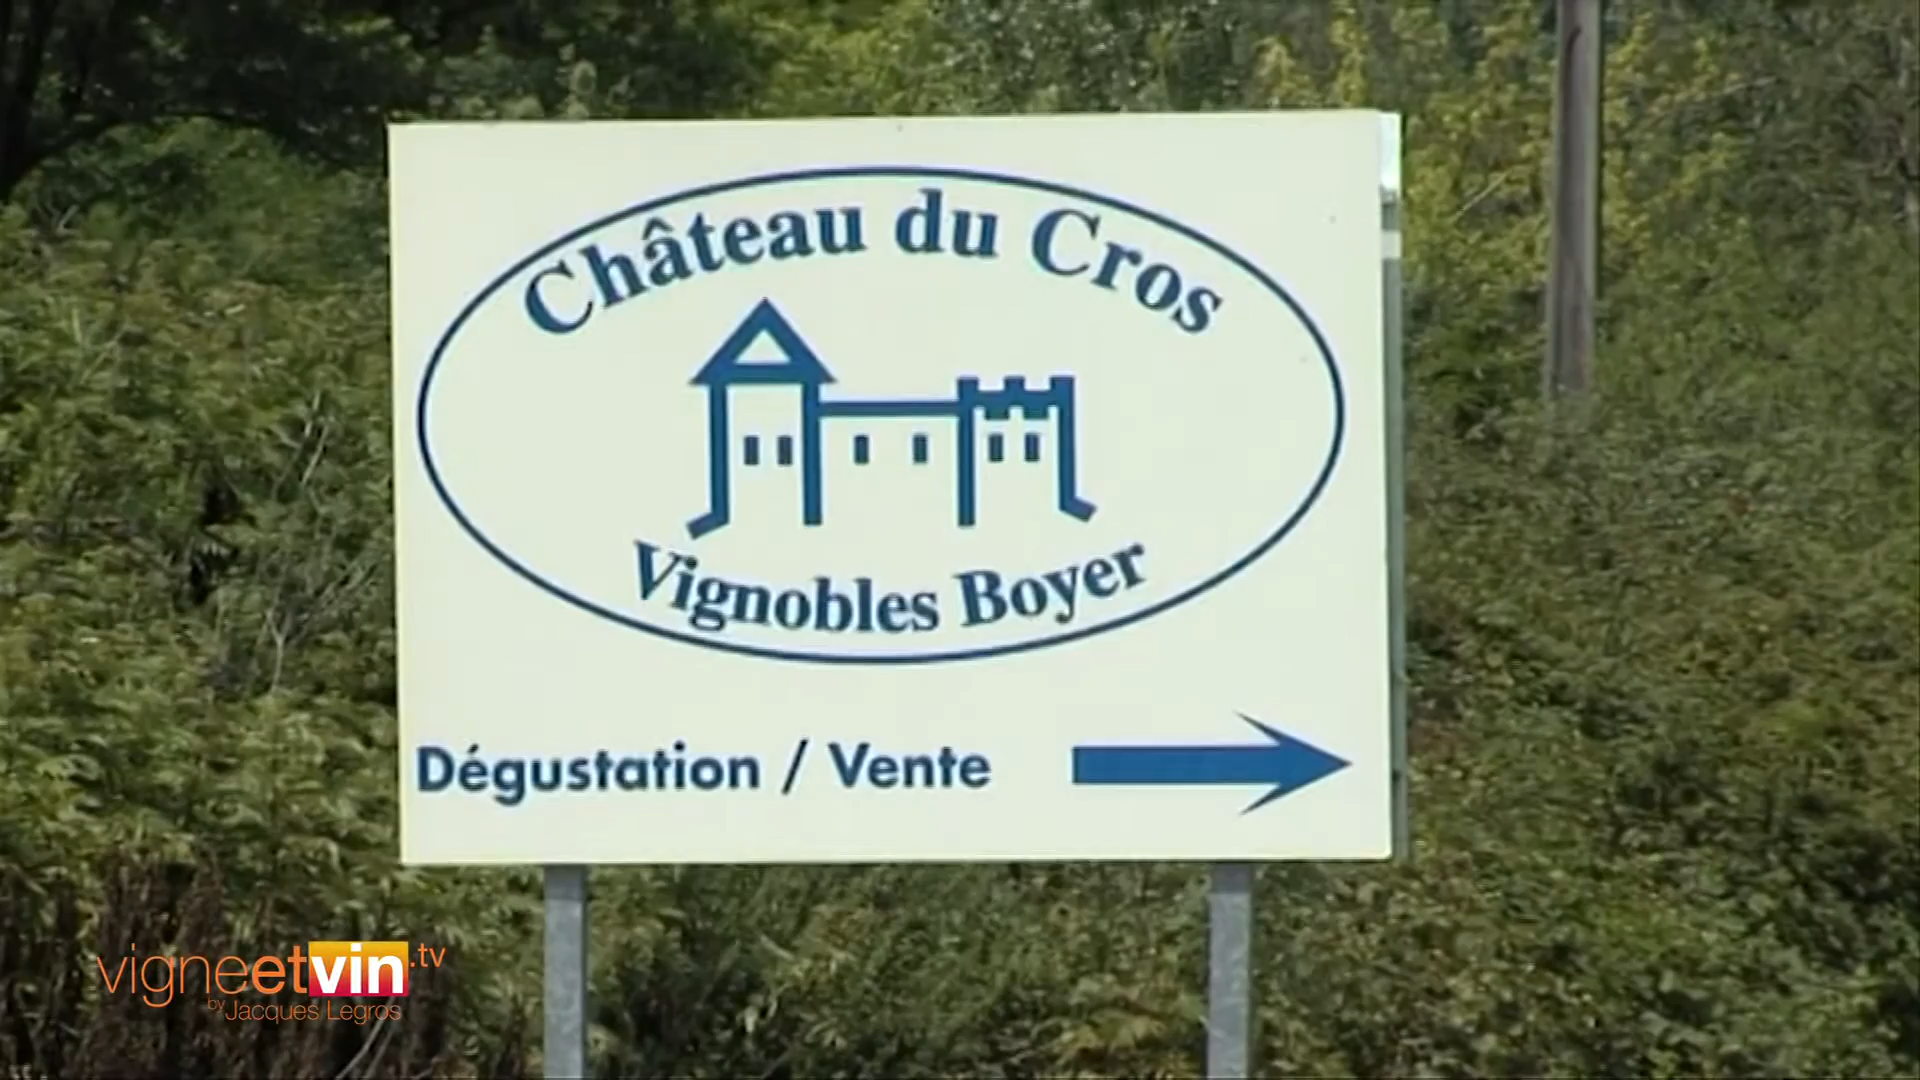 Château du Cros
Vignobles Boyer
Dégustation / Vente
vigneetvin.tv
by Jacques Legros